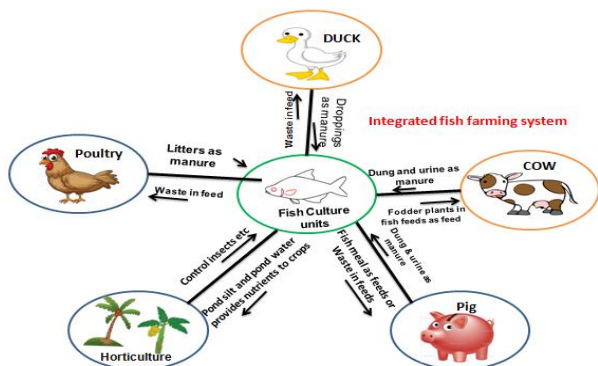 DUCK
Waste in feed
Droppings
as manure
Integrated fish farming system
Poultry
Litters as
manure
Waste in feed
Fish Culture
units
COW
Dung and urine as
manure
Fodder plants in
fish feeds as feed
Control insects etc
Pond silt and pond water
provides nutrients to crops
Horticulture
Dung & urine as
manure
Fish meal as feeds or
Waste in feeds
Pig